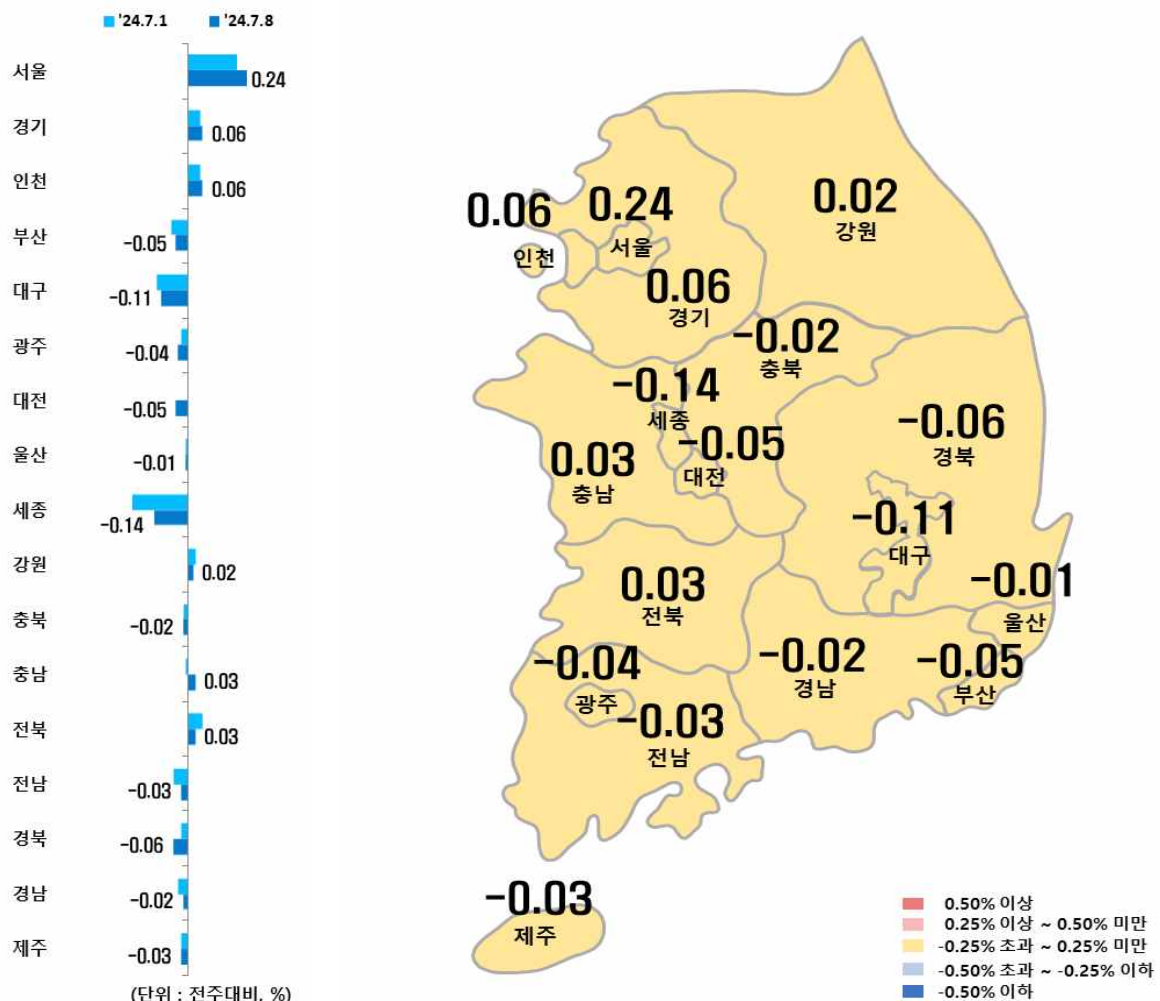 '24.7.1 '24.7.8
서울 0.24
경기 0.06
인천 0.06
부산 -0.05
대구 -0.11
광주 -0.04
대전 -0.05
울산 -0.01
세종 -0.14
강원 0.02
충북 -0.02
충남 0.03
전북 0.03
전남 -0.03
경북 -0.06
경남 -0.02
제주 -0.03
(단위 : 전주대비, %)
0.06
인천
0.24
서울
0.06
경기
0.02
강원
-0.02
충북
-0.14
세종
-0.05
대전
0.03
충남
-0.06
경북
-0.11
대구
-0.01
울산
0.03
전북
-0.04
광주
-0.03
전남
-0.02
경남
-0.05
부산
-0.03
제주
0.50% 이상
0.25% 이상 ~ 0.50% 미만
-0.25% 초과 ~ 0.25% 미만
-0.50% 초과 ~ -0.25% 이하
-0.50% 이하